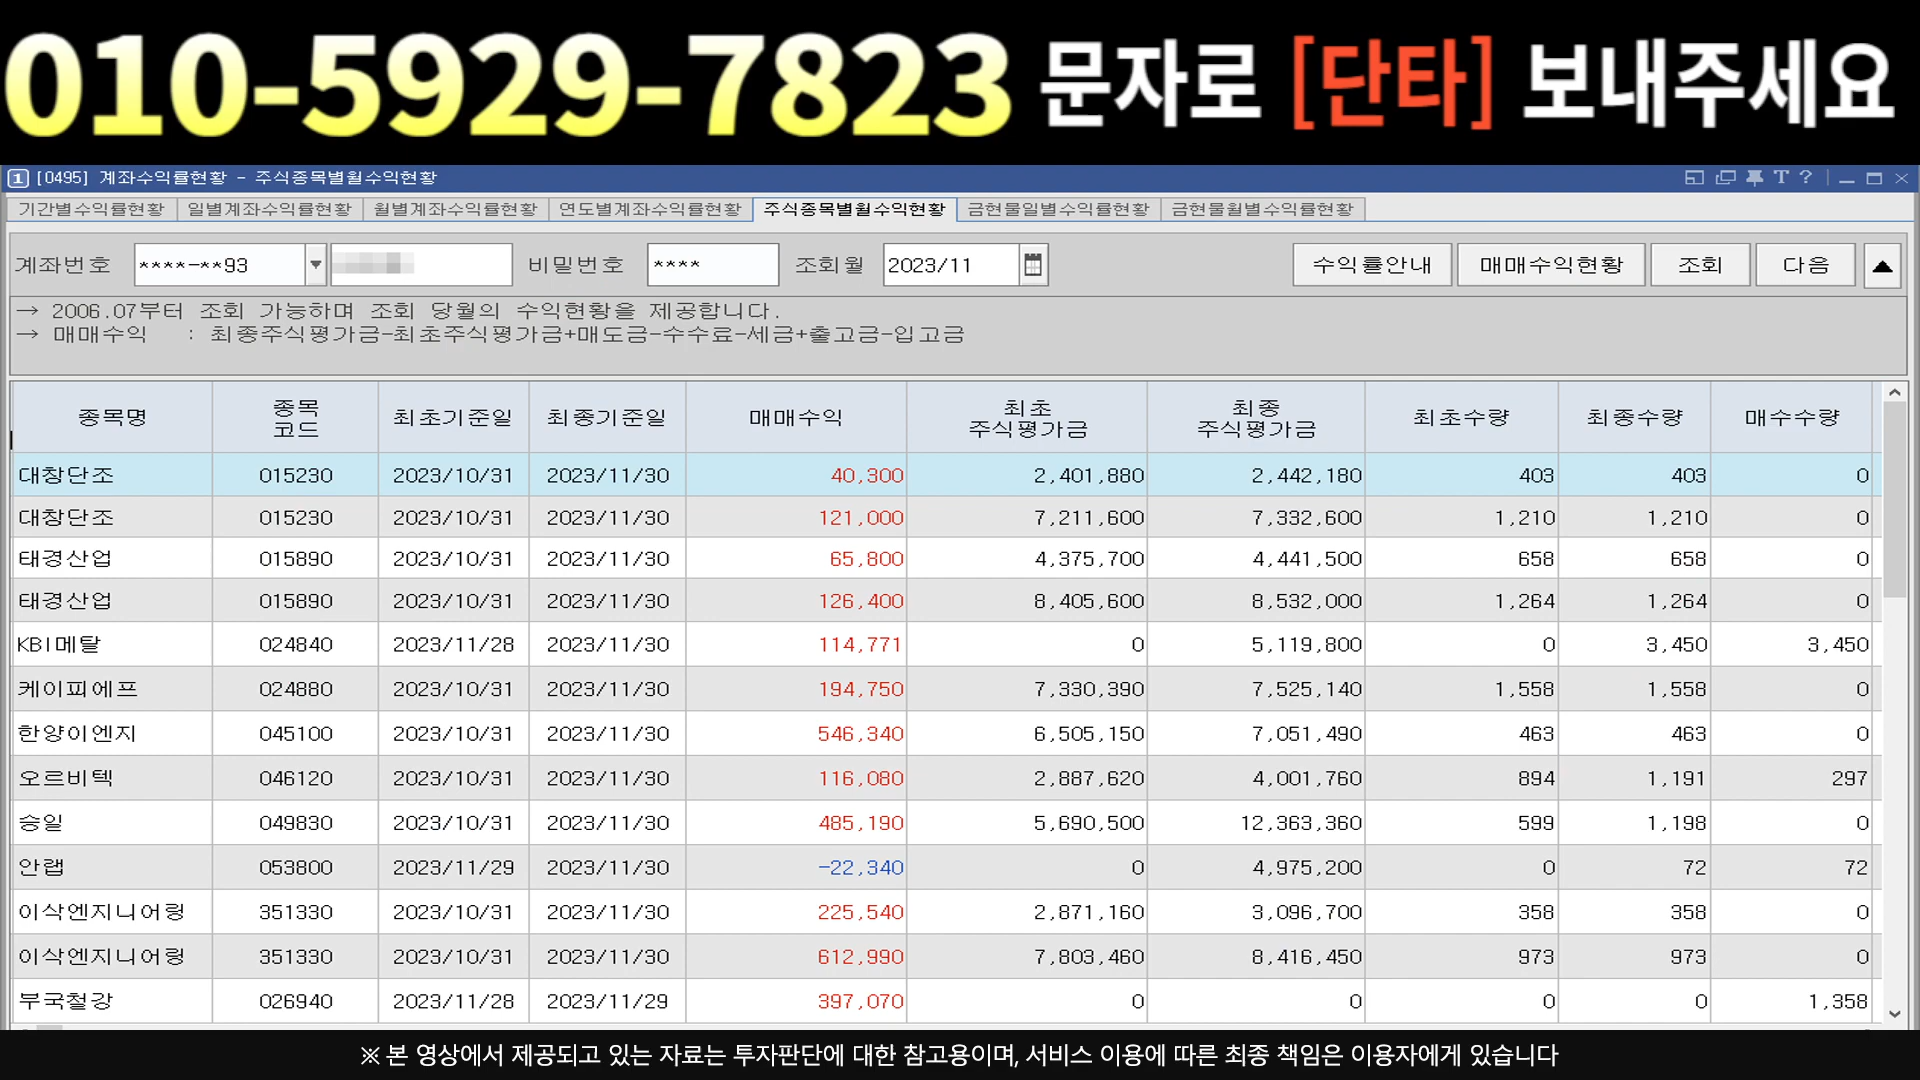 010-5929-7823 문자로 [단타] 보내주세요
1 [0495] 계좌수익률현황 - 주식종목별월수익현황 T ?
기간별수익률현황 일별계좌수익률현황 월별계좌수익률현황 연도별계좌수익률현황 주식종목별월수익현황 금현물일별수익률현황 금현물월별수익률현황
계좌번호 ****-**93 비밀번호 **** 조회월 2023/11 수익률안내 매매수익현황 조회 다음 ▲
→ 2006.07부터 조회 가능하며 조회 당월의 수익현황을 제공합니다.
→ 매매수익 : 최종주식평가금-최초주식평가금+매도금-수수료-세금+출고금-입고금
종목명 종목 코드 최초기준일 최종기준일 매매수익 최초 주식평가금 최종 주식평가금 최초수량 최종수량 매수수량
대창단조 015230 2023/10/31 2023/11/30 40,300 2,401,880 2,442,180 403 403 0
대창단조 015230 2023/10/31 2023/11/30 121,000 7,211,600 7,332,600 1,210 1,210 0
태경산업 015890 2023/10/31 2023/11/30 65,800 4,375,700 4,441,500 658 658 0
태경산업 015890 2023/10/31 2023/11/30 126,400 8,405,600 8,532,000 1,264 1,264 0
KBI메탈 024840 2023/11/28 2023/11/30 114,771 0 5,119,800 0 3,450 3,450
케이피에프 024880 2023/10/31 2023/11/30 194,750 7,330,390 7,525,140 1,558 1,558 0
한양이엔지 045100 2023/10/31 2023/11/30 546,340 6,505,150 7,051,490 463 463 0
오르비텍 046120 2023/10/31 2023/11/30 116,080 2,887,620 4,001,760 894 1,191 297
승일 049830 2023/10/31 2023/11/30 485,190 5,690,500 12,363,360 599 1,198 0
안랩 053800 2023/11/29 2023/11/30 -22,340 0 4,975,200 0 72 72
이삭엔지니어링 351330 2023/10/31 2023/11/30 225,540 2,871,160 3,096,700 358 358 0
이삭엔지니어링 351330 2023/10/31 2023/11/30 612,990 7,803,460 8,416,450 973 973 0
부국철강 026940 2023/11/28 2023/11/29 397,070 0 0 0 0 1,358
※ 본 영상에서 제공되고 있는 자료는 투자판단에 대한 참고용이며, 서비스 이용에 따른 최종 책임은 이용자에게 있습니다